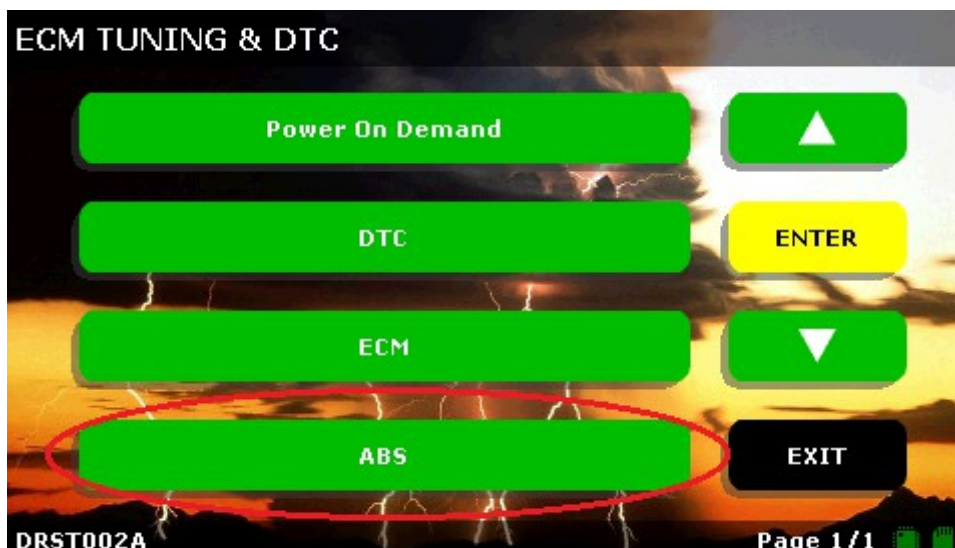 ECM TUNING & DTC
Power On Demand
DTC
ENTER
ECM
ABS
EXIT
DRST002A
Page 1/1